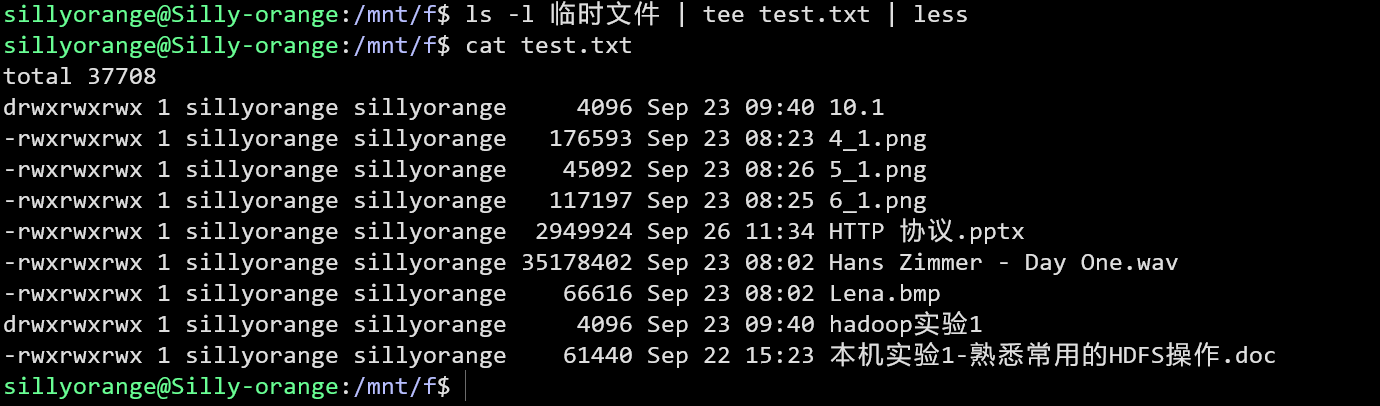 sillyorange@Silly-orange:/mnt/f$ ls -l 临时文件 | tee test.txt | less
sillyorange@Silly-orange:/mnt/f$ cat test.txt
total 37708
drwxrwxrwx 1 sillyorange sillyorange     4096 Sep 23 09:40 10.1
-rwxrwxrwx 1 sillyorange sillyorange   176593 Sep 23 08:23 4_1.png
-rwxrwxrwx 1 sillyorange sillyorange    45092 Sep 23 08:26 5_1.png
-rwxrwxrwx 1 sillyorange sillyorange   117197 Sep 23 08:25 6_1.png
-rwxrwxrwx 1 sillyorange sillyorange  2949924 Sep 26 11:34 HTTP 协议.pptx
-rwxrwxrwx 1 sillyorange sillyorange 35178402 Sep 23 08:02 Hans Zimmer - Day One.wav
-rwxrwxrwx 1 sillyorange sillyorange    66616 Sep 23 08:02 Lena.bmp
drwxrwxrwx 1 sillyorange sillyorange     4096 Sep 23 09:40 hadoop实验1
-rwxrwxrwx 1 sillyorange sillyorange    61440 Sep 22 15:23 本机实验1-熟悉常用的HDFS操作.doc
sillyorange@Silly-orange:/mnt/f$